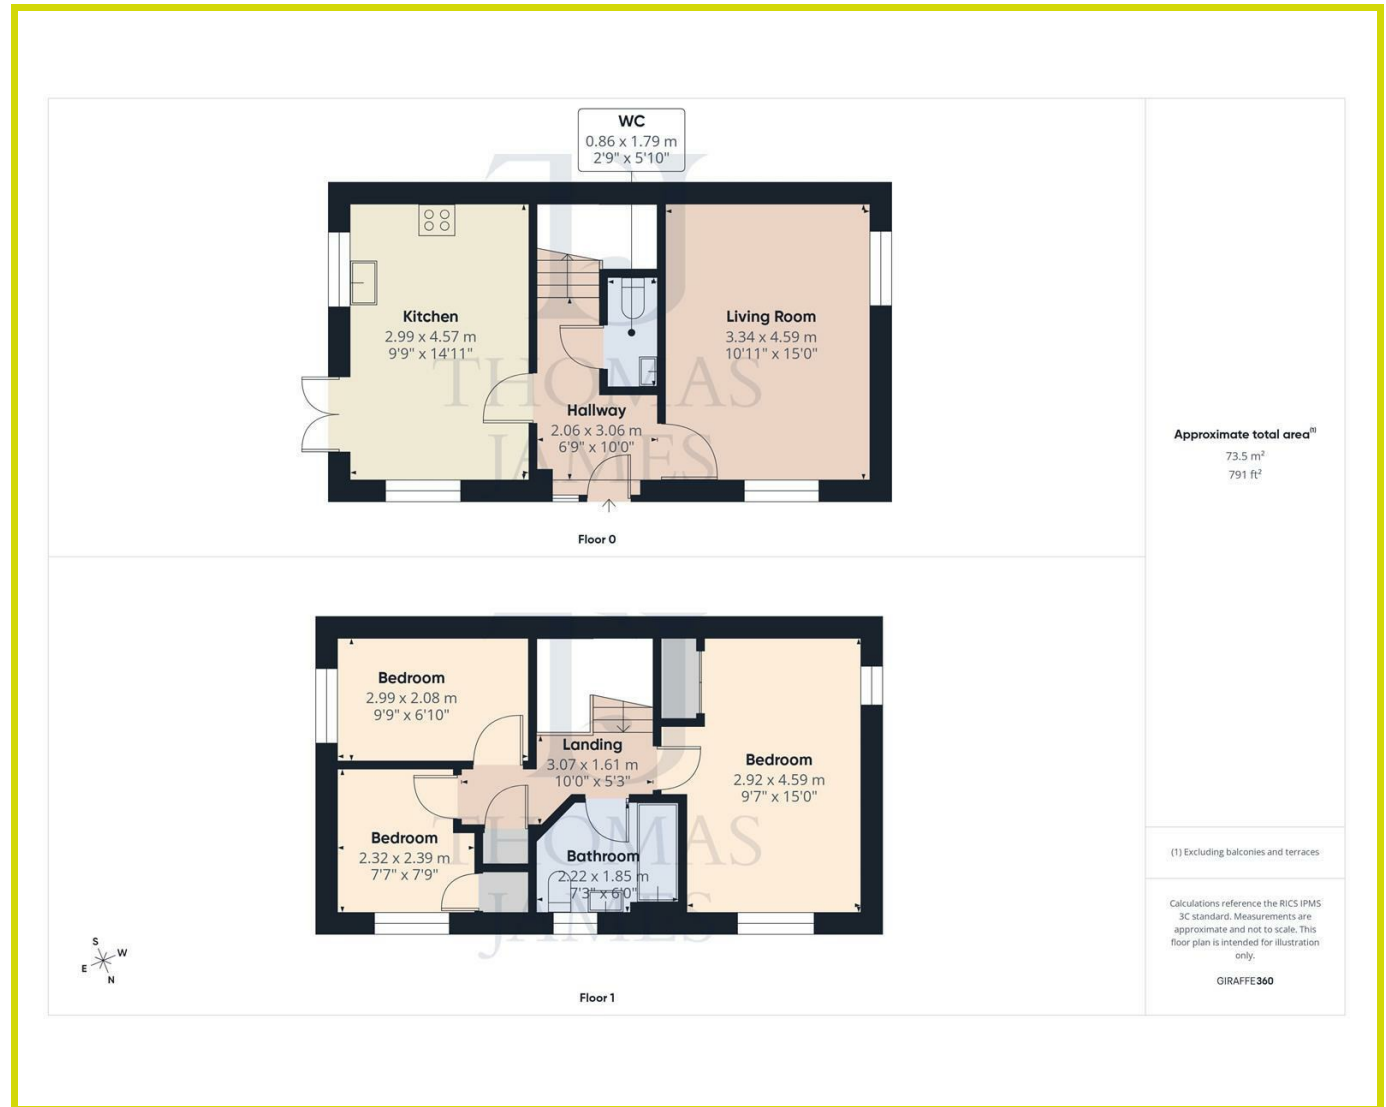 WC
0.86 x 1.79 m
2'9" x 5'10"
Kitchen
2.99 x 4.57 m
9'9" x 14'11"
Living Room
3.34 x 4.59 m
10'11" x 15'0"
Hallway
2.06 x 3.06 m
6'9" x 10'0"
TJ
THOMAS
JAMES
Floor 0
Approximate total area(1)
73.5 m²
791 ft²
Bedroom
2.99 x 2.08 m
9'9" x 6'10"
Landing
3.07 x 1.61 m
10'0" x 5'3"
Bedroom
2.92 x 4.59 m
9'7" x 15'0"
Bedroom
2.32 x 2.39 m
7'7" x 7'9"
Bathroom
2.22 x 1.85 m
7'3" x 6'0"
TJ
THOMAS
JAMES
S
W
E
N
Floor 1
(1) Excluding balconies and terraces
Calculations reference the RICS IPMS
3C standard. Measurements are
approximate and not to scale. This
floor plan is intended for illustration
only.
GIRAFFE360